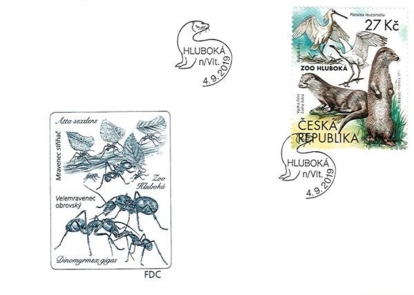 Platalea leucorodia
27 Kč
ZOO HLUBOKÁ
ČESKÁ
REPUBLIKA
HLUBOKÁ
n/Vlt.
4.9.2019
HLUBOKÁ
n/Vlt.
4.9.2019
Atta sexdens
Mravenec střihač
Zoo
Hluboká
Velemravenec
obrovský
Dinomyrmex gigas
FDC